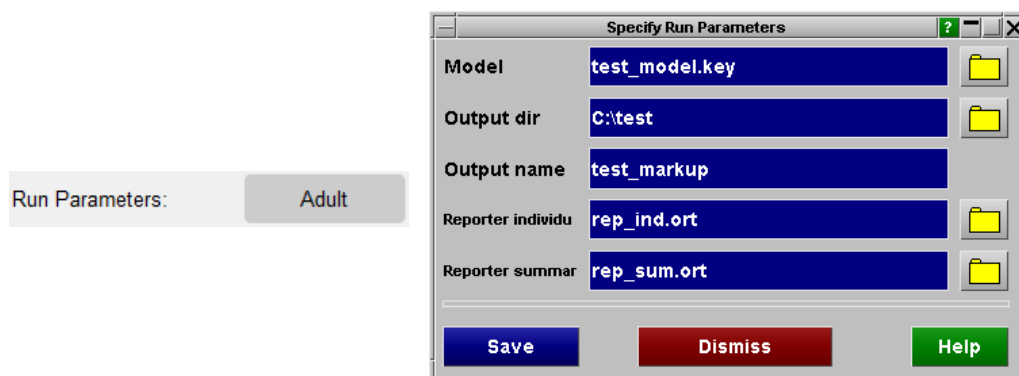 Run Parameters: Adult
Specify Run Parameters ?
Model test_model.key
Output dir C:\test
Output name test_markup
Reporter individu rep_ind.ort
Reporter summar rep_sum.ort
Save Dismiss Help